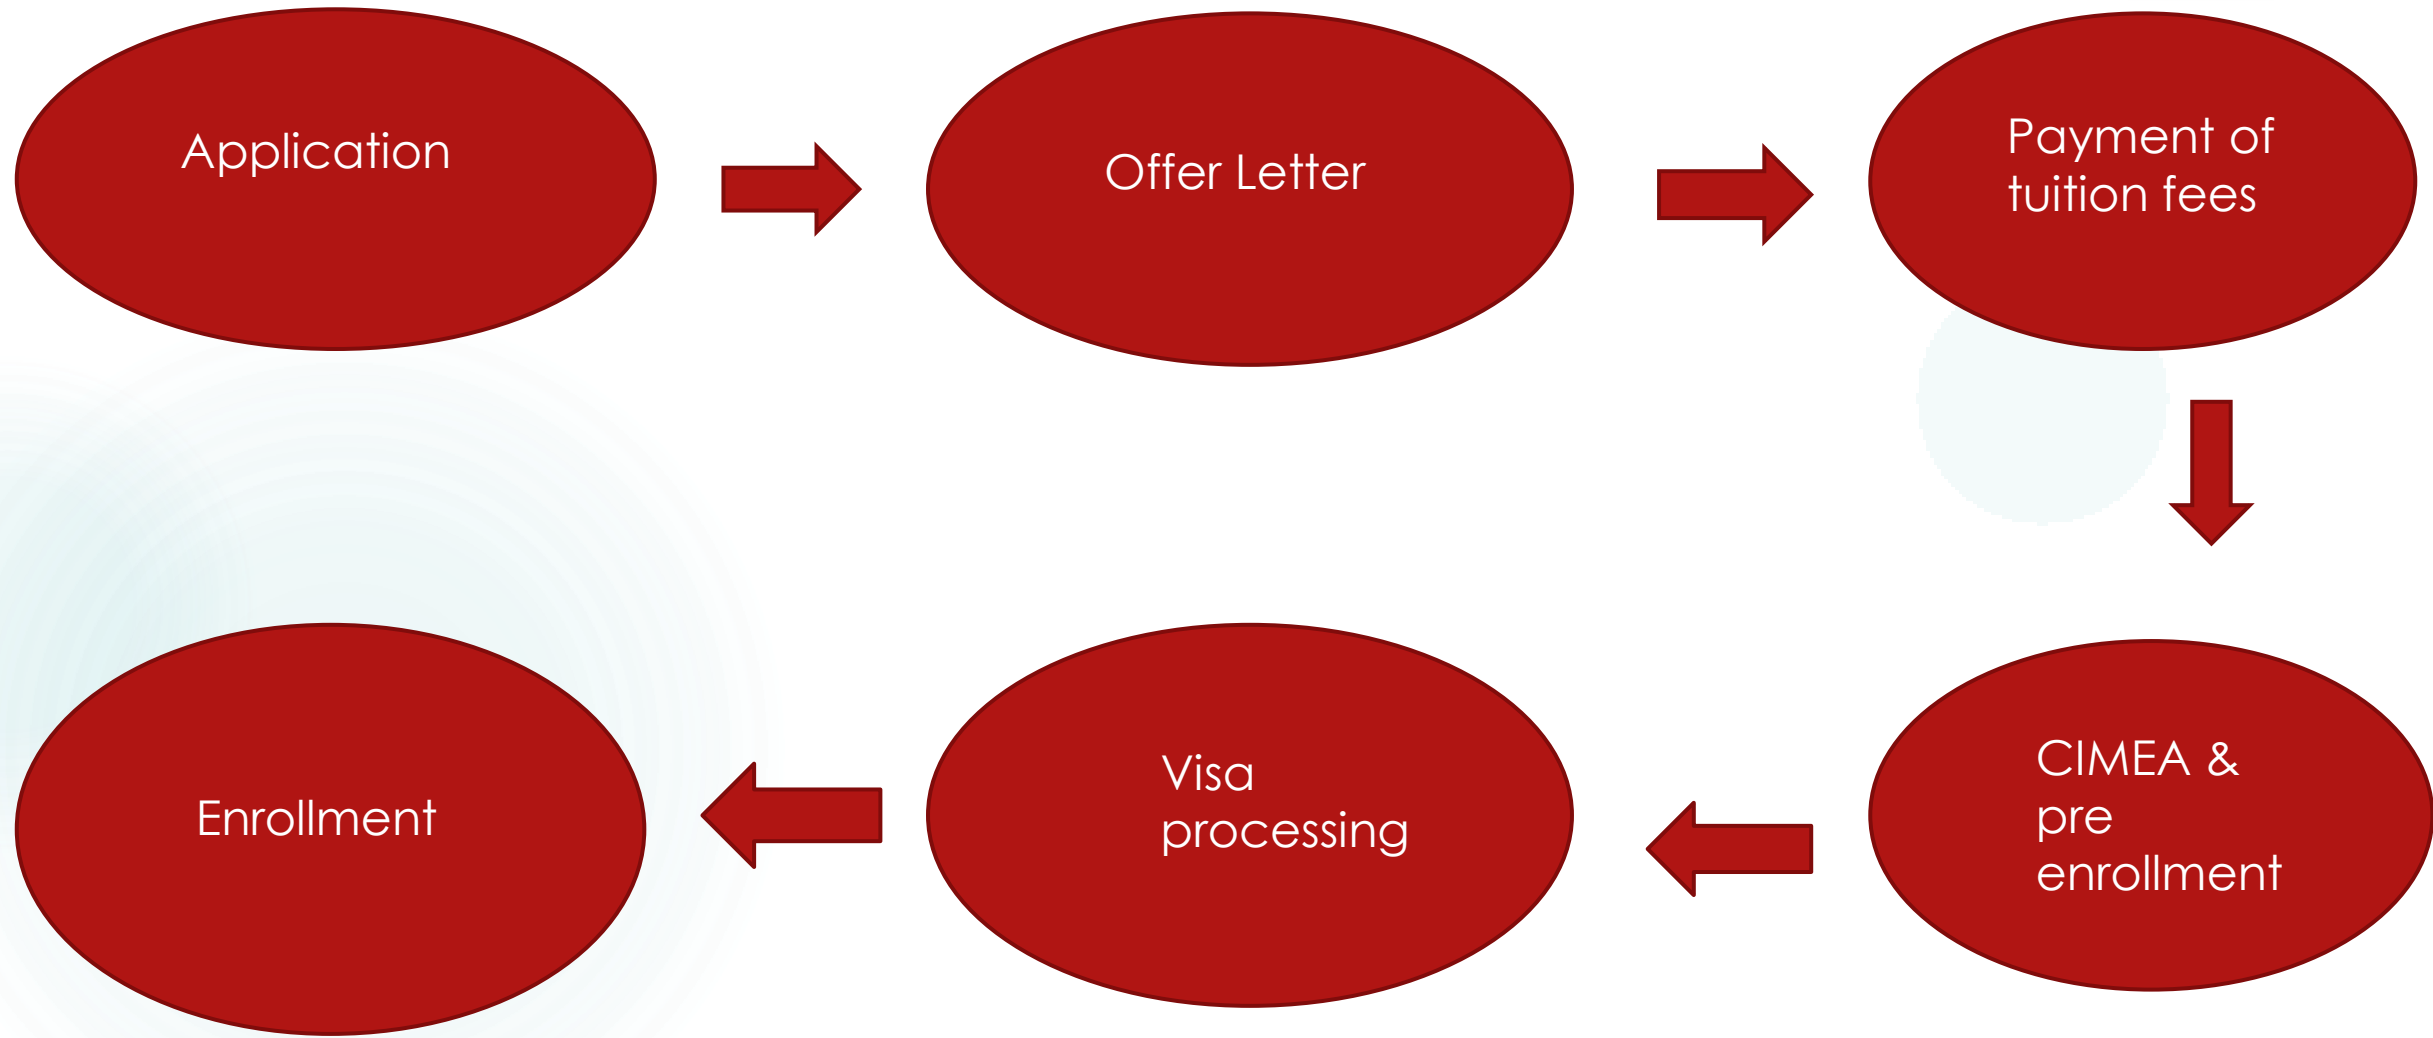 Application
Offer Letter
Payment of
tuition fees
CIMEA &
pre
enrollment
Visa
processing
Enrollment